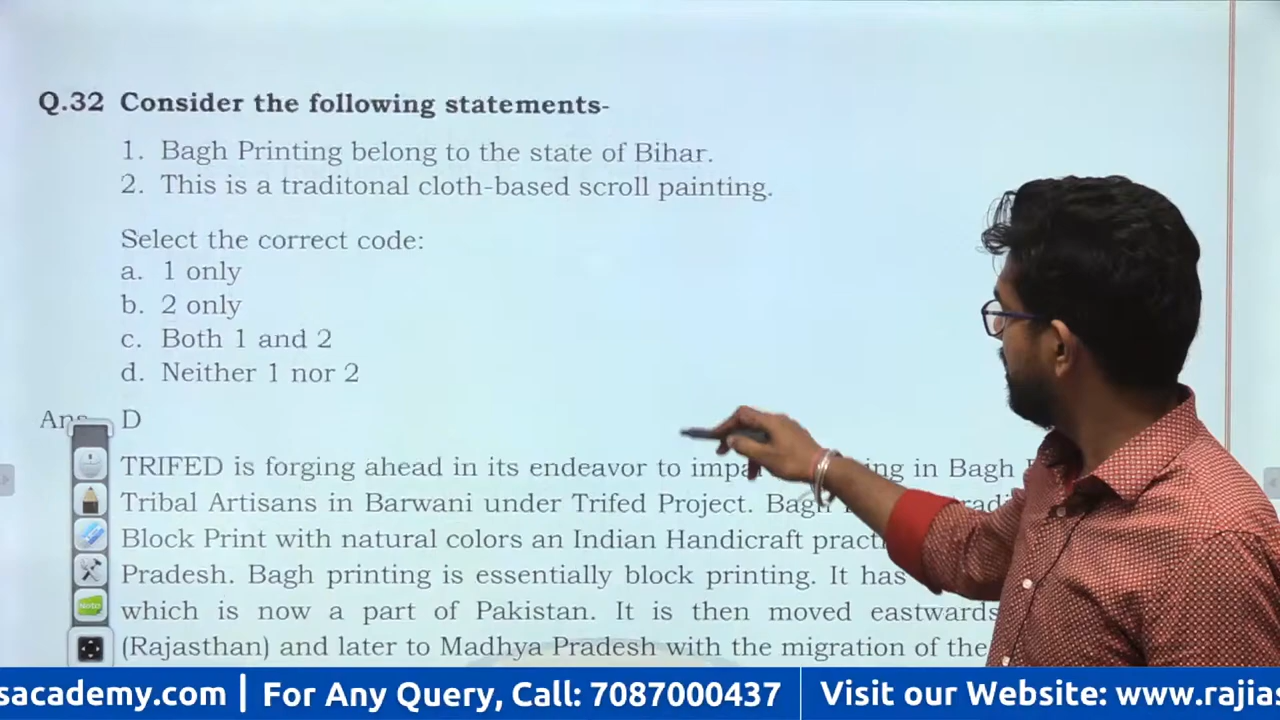 Q.32 Consider the following statements-
1. Bagh Printing belong to the state of Bihar.
2. This is a traditonal cloth-based scroll painting.
Select the correct code:
a. 1 only
b. 2 only
c. Both 1 and 2
d. Neither 1 nor 2
D
TRIFED is forging ahead in its endeavor to in Bagh
Tribal Artisans in Barwani under Trifed Project.
Block Print with natural colors an Indian Handicraft
Pradesh. Bagh printing is essentially block printing. It has
which is now a part of Pakistan. It is then moved eastwards
(Rajasthan) and later to Madhya Pradesh with the migration of the
Note
sacademy.com | For Any Query, Call: 7087000437 Visit our Website: www.rajias